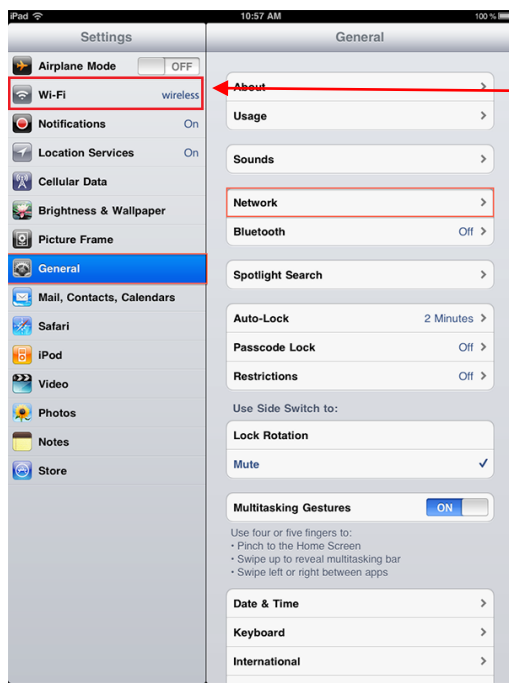 iPad 10:57 AM 100 %
Settings
Airplane Mode OFF
Wi-Fi wireless
Notifications On
Location Services On
Cellular Data
Brightness & Wallpaper
Picture Frame
General
Mail, Contacts, Calendars
Safari
iPod
Video
Photos
Notes
Store
General
About
Usage
Sounds
Network
Bluetooth Off
Spotlight Search
Auto-Lock 2 Minutes
Passcode Lock Off
Restrictions Off
Use Side Switch to:
Lock Rotation
Mute
Multitasking Gestures ON
Use four or five fingers to:
• Pinch to the Home Screen
• Swipe up to reveal multitasking bar
• Swipe left or right between apps
Date & Time
Keyboard
International